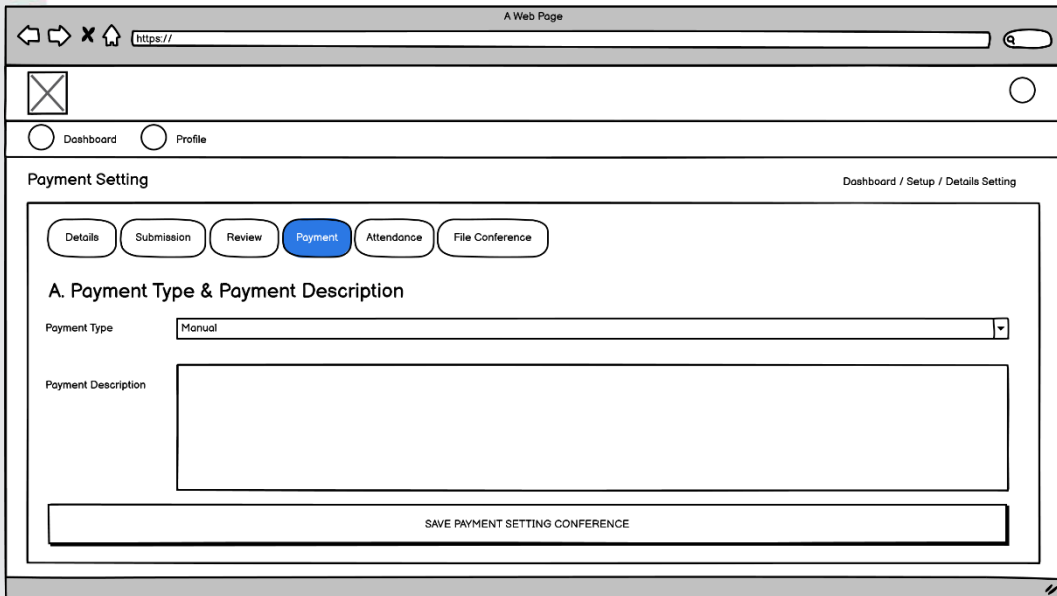 A Web Page
https://
Dashboard Profile
Payment Setting
Dashboard / Setup / Details Setting
Details Submission Review Payment Attendance File Conference
A. Payment Type & Payment Description
Payment Type Manual
Payment Description
SAVE PAYMENT SETTING CONFERENCE